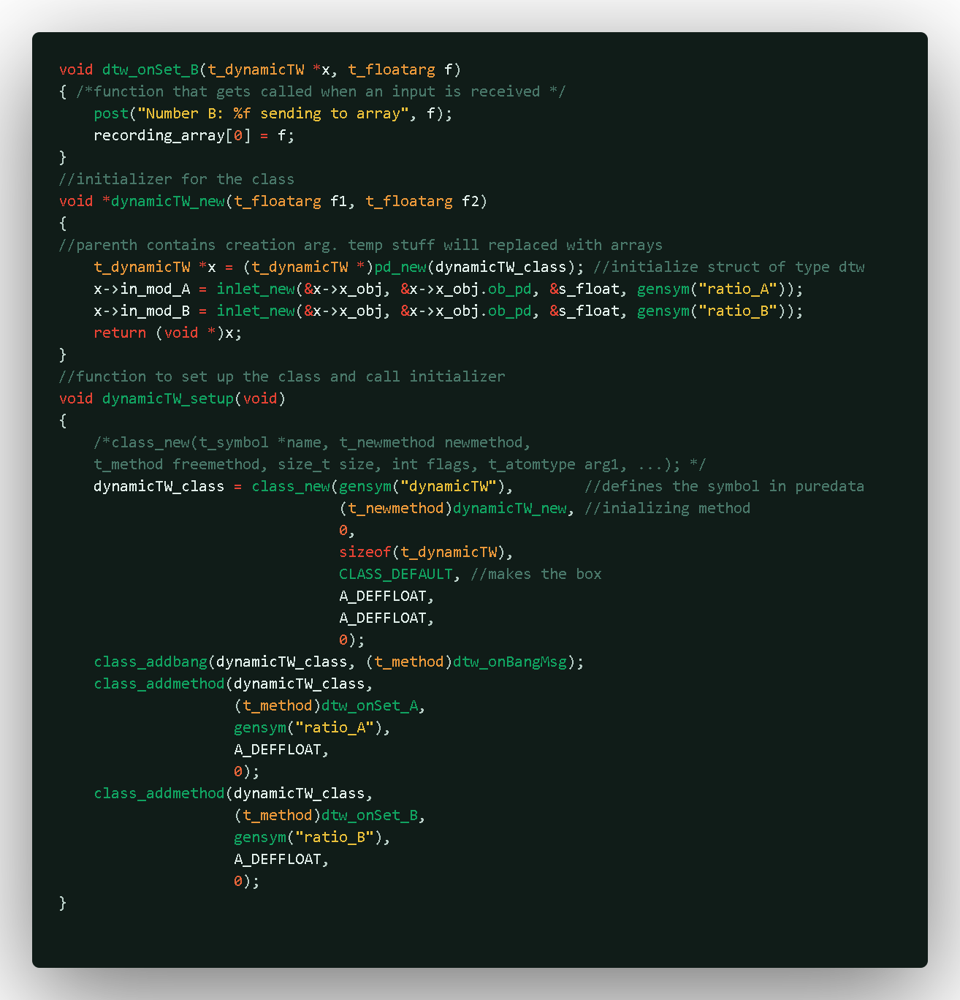 void dtw_onSet_B(t_dynamicTW *x, t_floatarg f)
{ /*function that gets called when an input is received */
    post("Number B: %f sending to array", f);
    recording_array[0] = f;
}
//initializer for the class
void *dynamicTW_new(t_floatarg f1, t_floatarg f2)
{
//parenth contains creation arg. temp stuff will replaced with arrays
    t_dynamicTW *x = (t_dynamicTW *)pd_new(dynamicTW_class); //initialize struct of type dtw
    x->in_mod_A = inlet_new(&x->x_obj, &x->x_obj.ob_pd, &s_float, gensym("ratio_A"));
    x->in_mod_B = inlet_new(&x->x_obj, &x->x_obj.ob_pd, &s_float, gensym("ratio_B"));
    return (void *)x;
}
//function to set up the class and call initializer
void dynamicTW_setup(void)
{
    /*class_new(t_symbol *name, t_newmethod newmethod,
    t_method freemethod, size_t size, int flags, t_atomtype arg1, ...); */
    dynamicTW_class = class_new(gensym("dynamicTW"),        //defines the symbol in puredata
                                (t_newmethod)dynamicTW_new, //inializing method
                                0,
                                sizeof(t_dynamicTW),
                                CLASS_DEFAULT, //makes the box
                                A_DEFFLOAT,
                                A_DEFFLOAT,
                                0);
    class_addbang(dynamicTW_class, (t_method)dtw_onBangMsg);
    class_addmethod(dynamicTW_class,
                    (t_method)dtw_onSet_A,
                    gensym("ratio_A"),
                    A_DEFFLOAT,
                    0);
    class_addmethod(dynamicTW_class,
                    (t_method)dtw_onSet_B,
                    gensym("ratio_B"),
                    A_DEFFLOAT,
                    0);
}